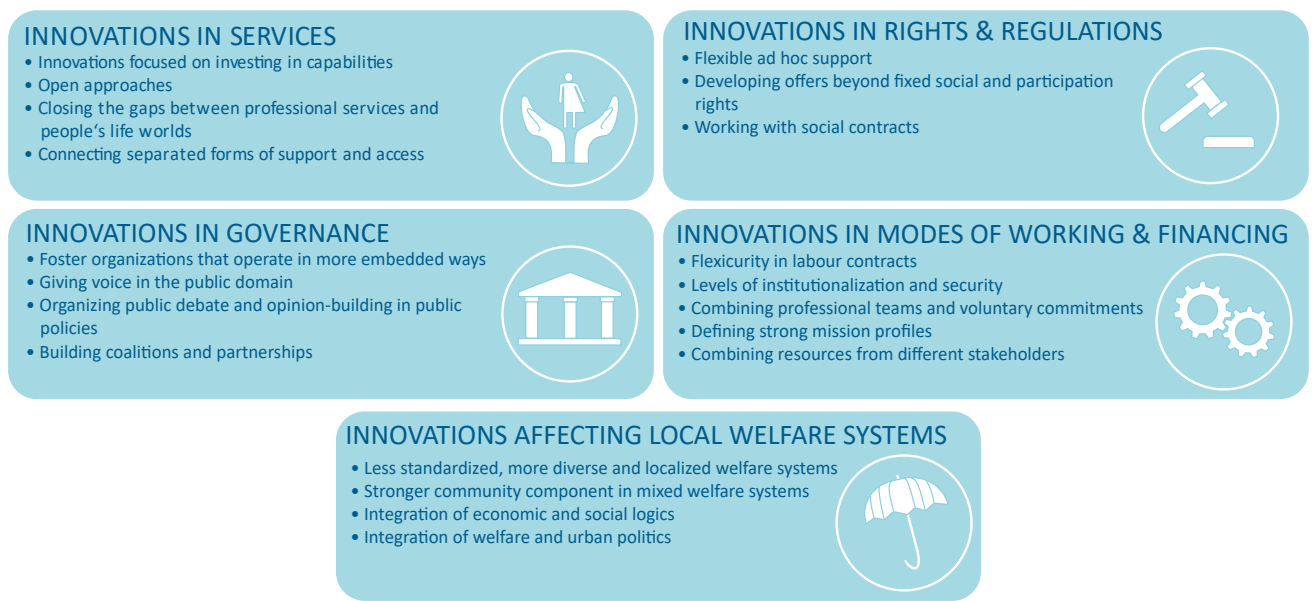 INNOVATIONS IN SERVICES
• Innovations focused on investing in capabilities
• Open approaches
• Closing the gaps between professional services and
people‘s life worlds
• Connecting separated forms of support and access
INNOVATIONS IN RIGHTS & REGULATIONS
• Flexible ad hoc support
• Developing offers beyond fixed social and participation
rights
• Working with social contracts
INNOVATIONS IN GOVERNANCE
• Foster organizations that operate in more embedded ways
• Giving voice in the public domain
• Organizing public debate and opinion-building in public
policies
• Building coalitions and partnerships
INNOVATIONS IN MODES OF WORKING & FINANCING
• Flexicurity in labour contracts
• Levels of institutionalization and security
• Combining professional teams and voluntary commitments
• Defining strong mission profiles
• Combining resources from different stakeholders
INNOVATIONS AFFECTING LOCAL WELFARE SYSTEMS
• Less standardized, more diverse and localized welfare systems
• Stronger community component in mixed welfare systems
• Integration of economic and social logics
• Integration of welfare and urban politics